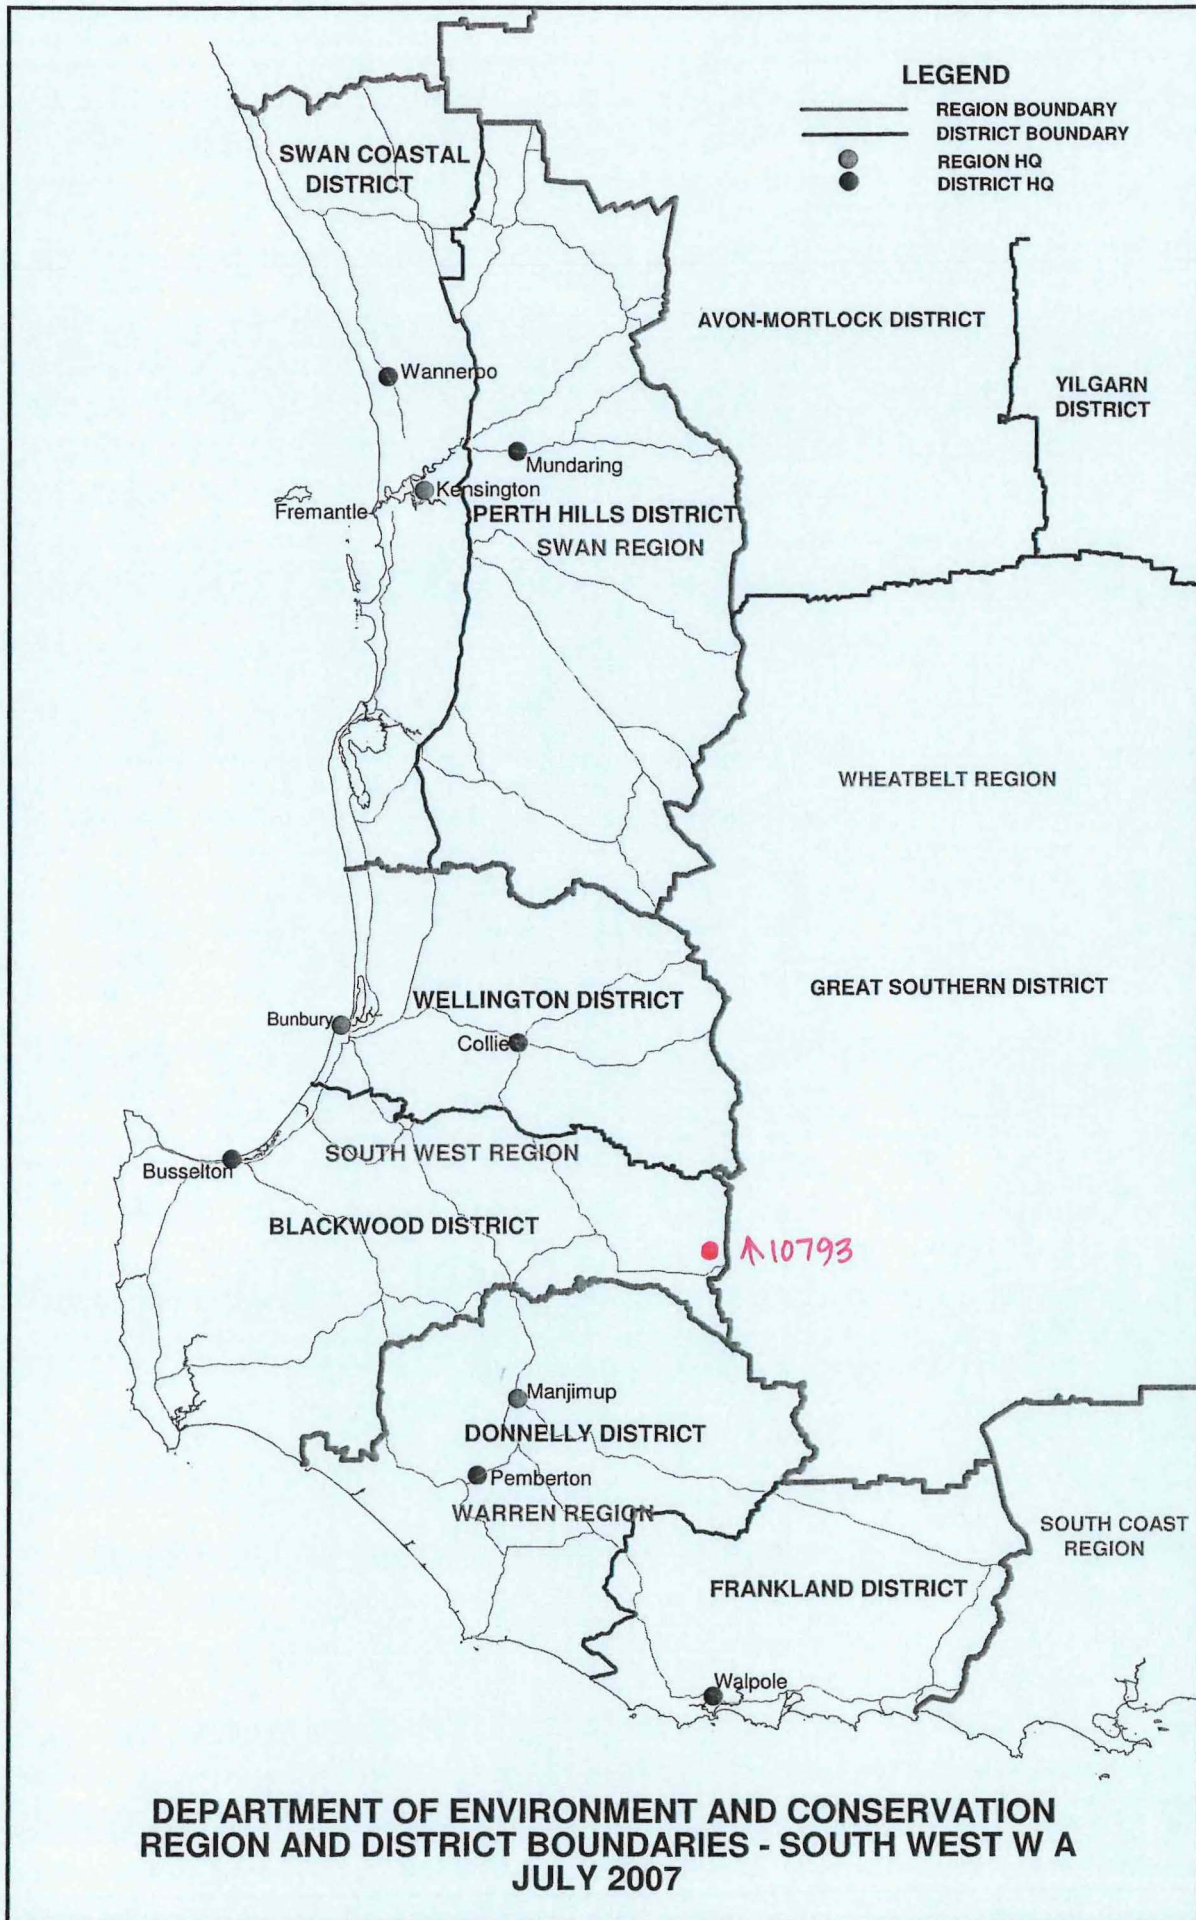 LEGEND
REGION BOUNDARY
DISTRICT BOUNDARY
REGION HQ
DISTRICT HQ
SWAN COASTAL
DISTRICT
AVON-MORTLOCK DISTRICT
YILGARN
DISTRICT
Wanneroo
Mundaring
Kensington
Fremantle
PERTH HILLS DISTRICT
SWAN REGION
WHEATBELT REGION
GREAT SOUTHERN DISTRICT
WELLINGTON DISTRICT
Bunbury
Collie
SOUTH WEST REGION
Busselton
BLACKWOOD DISTRICT
↑10793
Manjimup
DONNELLY DISTRICT
Pemberton
WARREN REGION
SOUTH COAST
REGION
FRANKLAND DISTRICT
Walpole
DEPARTMENT OF ENVIRONMENT AND CONSERVATION
REGION AND DISTRICT BOUNDARIES - SOUTH WEST W A
JULY 2007